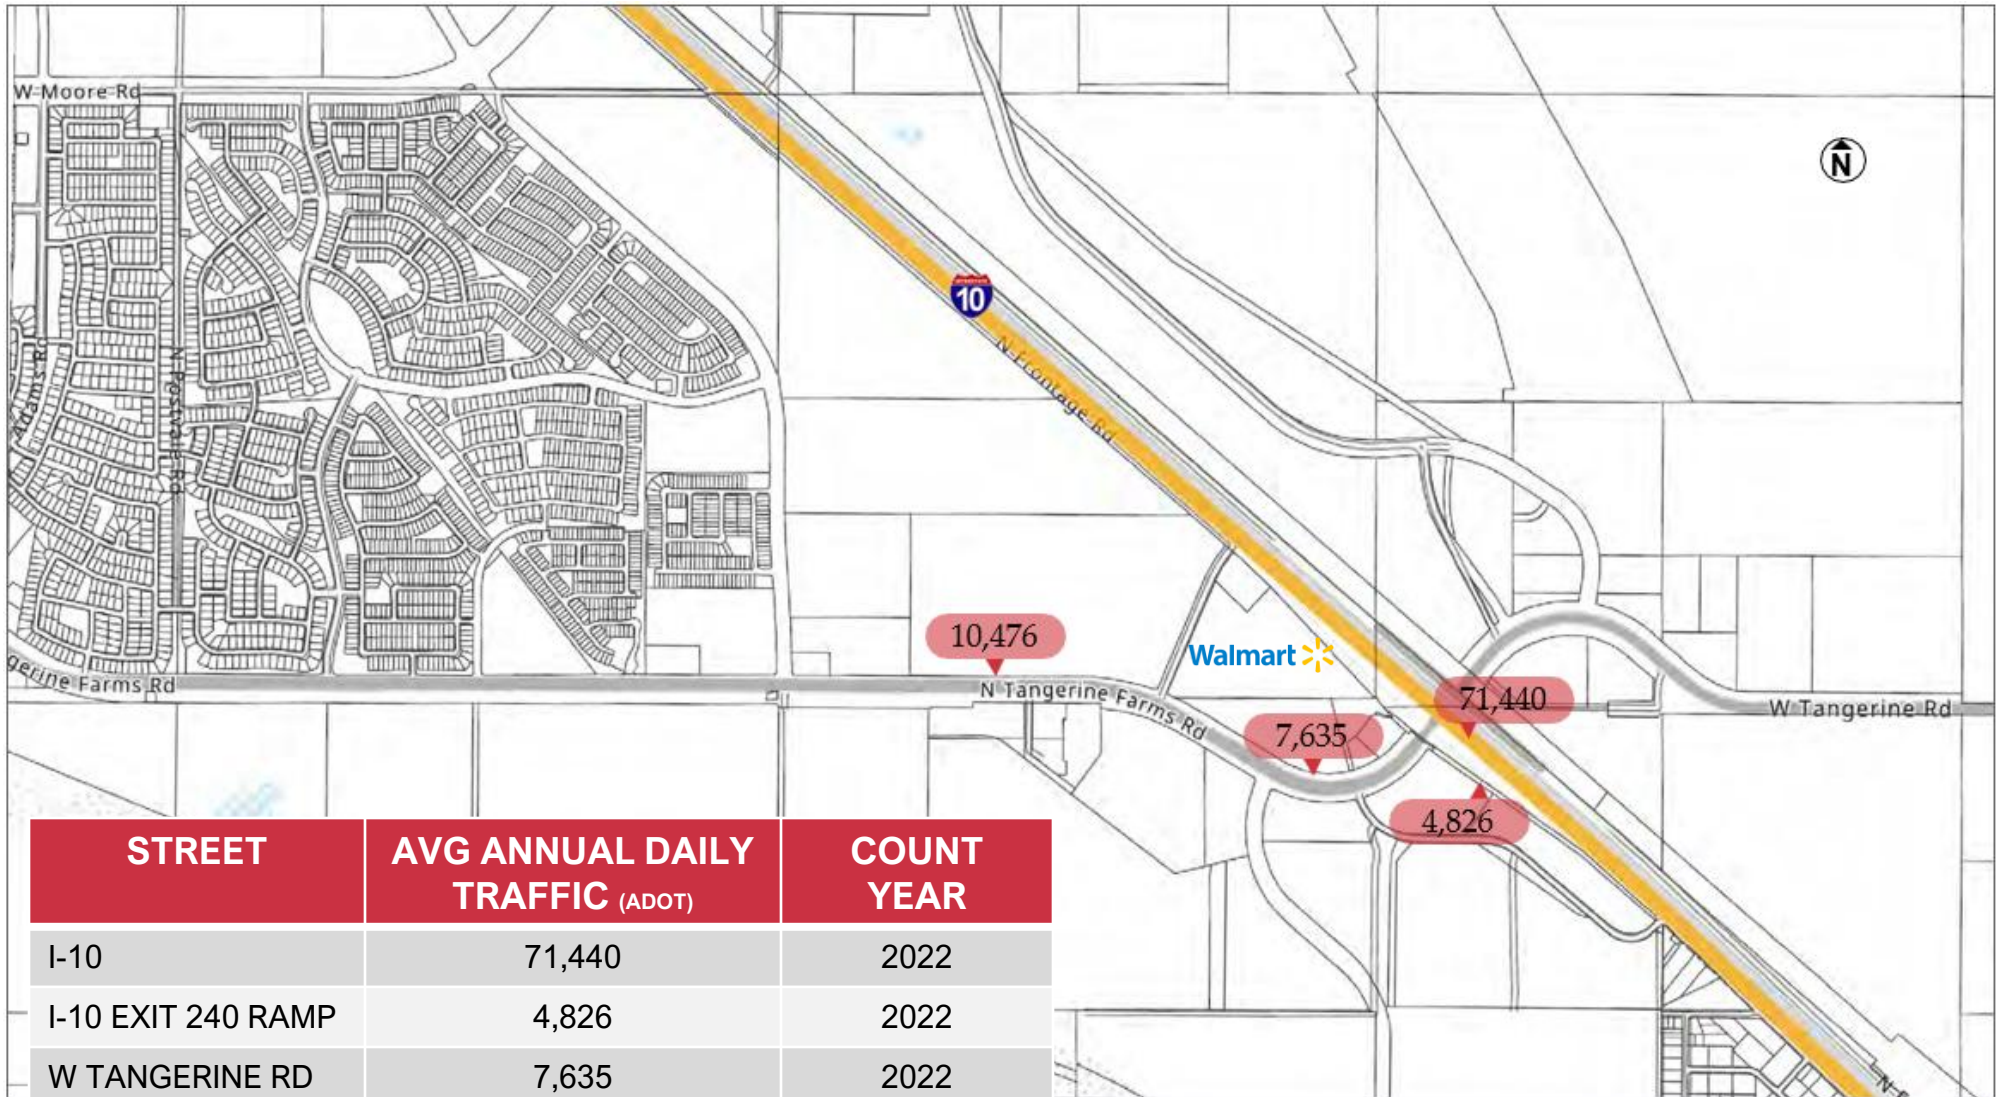 W Moore Rd
N
10
N Frontage Rd
Adams Rd
N Postvale Rd
10,476
Walmart
gerine Farms Rd
N Tangerine Farms Rd
71,440
W Tangerine Rd
7,635
4,826
STREET
AVG ANNUAL DAILY
TRAFFIC (ADOT)
COUNT
YEAR
I-10
71,440
2022
I-10 EXIT 240 RAMP
4,826
2022
W TANGERINE RD
7,635
2022
N